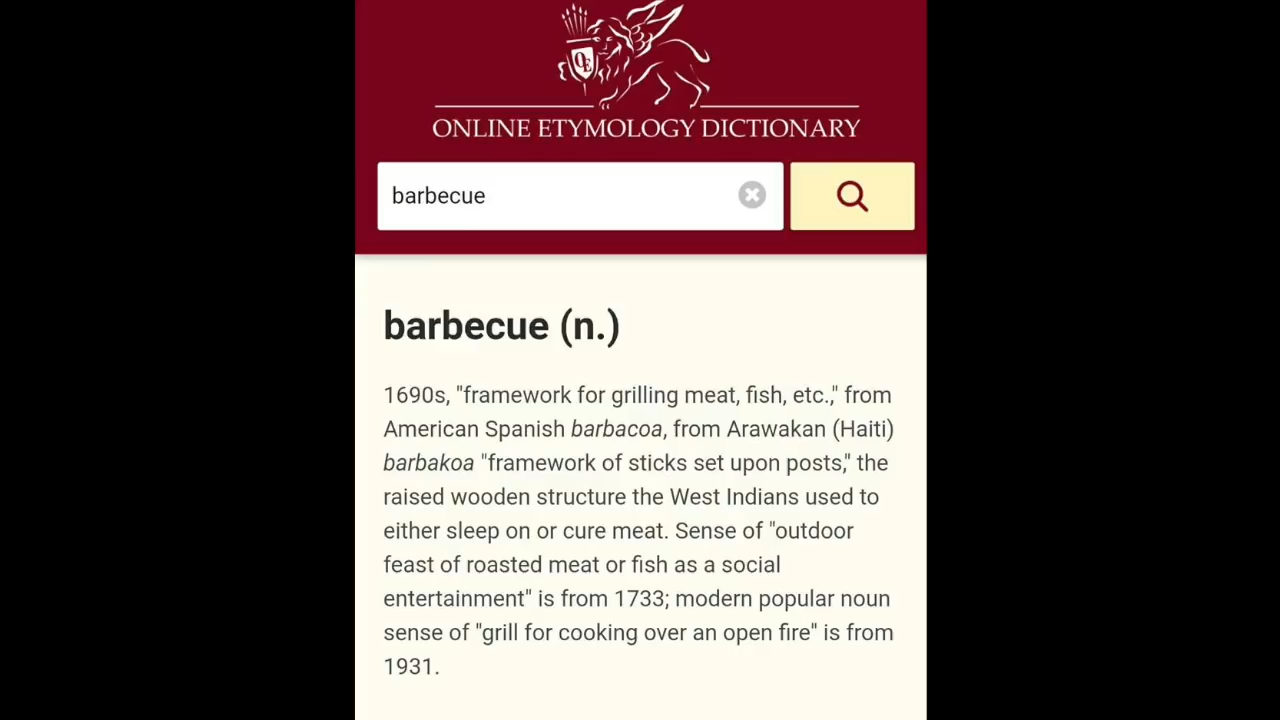 OE
ONLINE ETYMOLOGY DICTIONARY
barbecue
barbecue (n.)
1690s, "framework for grilling meat, fish, etc.," from
American Spanish barbacoa, from Arawakan (Haiti)
barbakoa "framework of sticks set upon posts," the
raised wooden structure the West Indians used to
either sleep on or cure meat. Sense of "outdoor
feast of roasted meat or fish as a social
entertainment" is from 1733; modern popular noun
sense of "grill for cooking over an open fire" is from
1931.